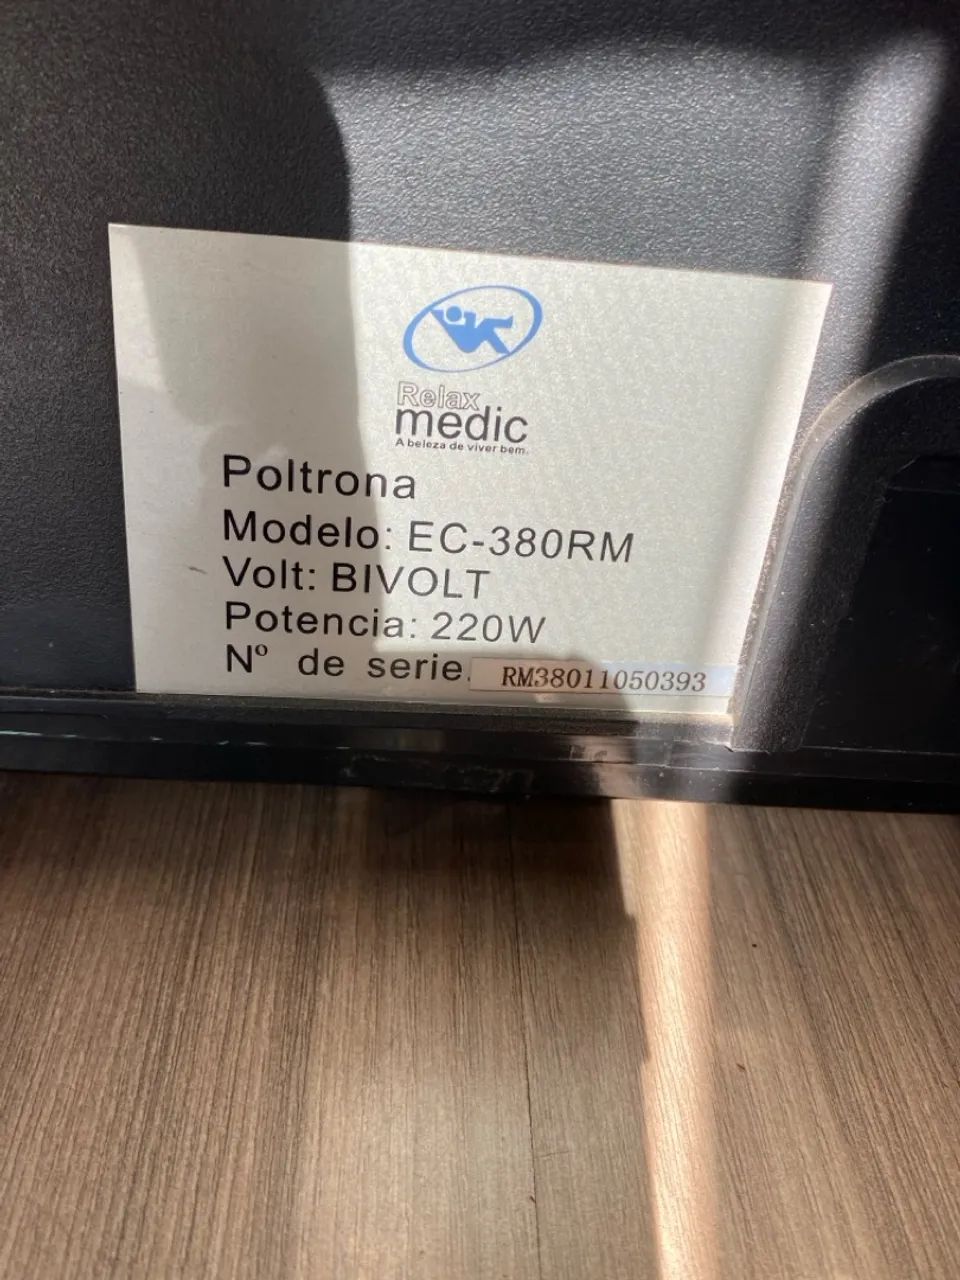 Relax
medic
A beleza de viver bem.
Poltrona
Modelo: EC-380RM
Volt: BIVOLT
Potencia: 220W
Nº de serie. RM38011050393